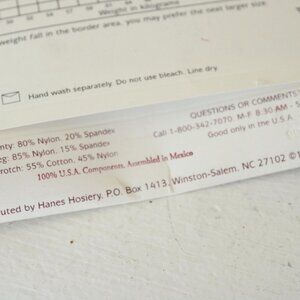 Weight in kilograms
weight fall in the border area, you may prefer the next larger size.
Hand wash separately. Do not use bleach. Line dry.
QUESTIONS OR COMMENTS
Call 1-800-342-7070. M-F 8:30 AM -
Good only in the U.S.A
nty: 80% Nylon. 20% Spandex
eg: 85% Nylon. 15% Spandex
rotch: 55% Cotton. 45% Nylon
100% U.S.A. Components. Assembled in Mexico
uted by Hanes Hosiery. P.O. Box 1413. Winston-Salem, NC 27102 ©